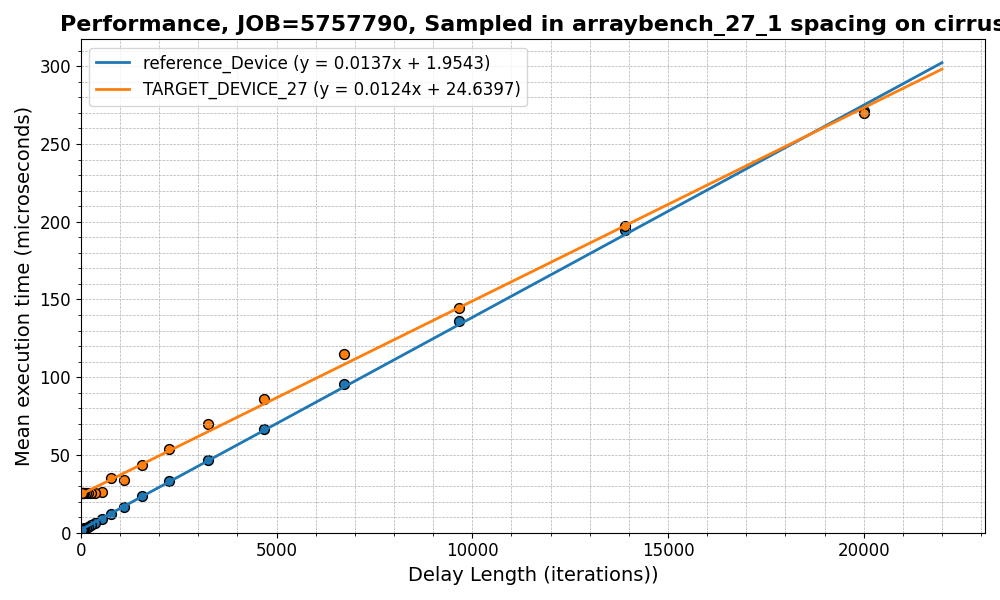 Performance, JOB=5757790, Sampled in arraybench_27_1 spacing on cirrus
reference_Device (y = 0.0137x + 1.9543)
TARGET_DEVICE_27 (y = 0.0124x + 24.6397)
Mean execution time (microseconds)
300
250
200
150
100
50
0
0 5000 10000 15000 20000
Delay Length (iterations))